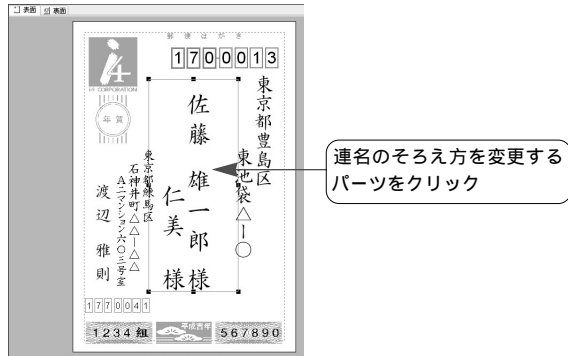 表面 裏面
郵便はがき
170-0013
i4 CORPORATION
年賀
東京都豊島区
東池袋△ー○
佐藤 雄一郎 様
仁美 様
東京都練馬区
石神井町△△ー△△
Aニマンション六〇三号室
渡辺 雅則
1770041
平成吉年
1234組
567890
連名のそろえ方を変更する
パーツをクリック